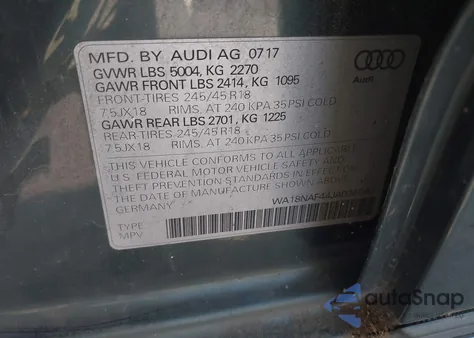 MFD. BY AUDI AG 07 17
GVWR LBS 5004, KG 2270
GAWR FRONT LBS 2414, KG 1095
FRONT-TIRES 245/45 R18
7.5JX18 RIMS. AT 240 KPA 35 PSI COLD
GAWR REAR LBS 2701, KG 1225
REAR-TIRES 245/45 R18
7.5JX18 RIMS. AT 240 KPA 35 PSI COLD
THIS VEHICLE CONFORMS TO ALL APPLICABLE
U.S. FEDERAL MOTOR VEHICLE SAFETY AND
THEFT PREVENTION STANDARDS IN EFFECT ON
THE DATE OF MANUFACTURE SHOWN ABOVE.
GERMANY
TYPE
MPV
Audi
autoSnap